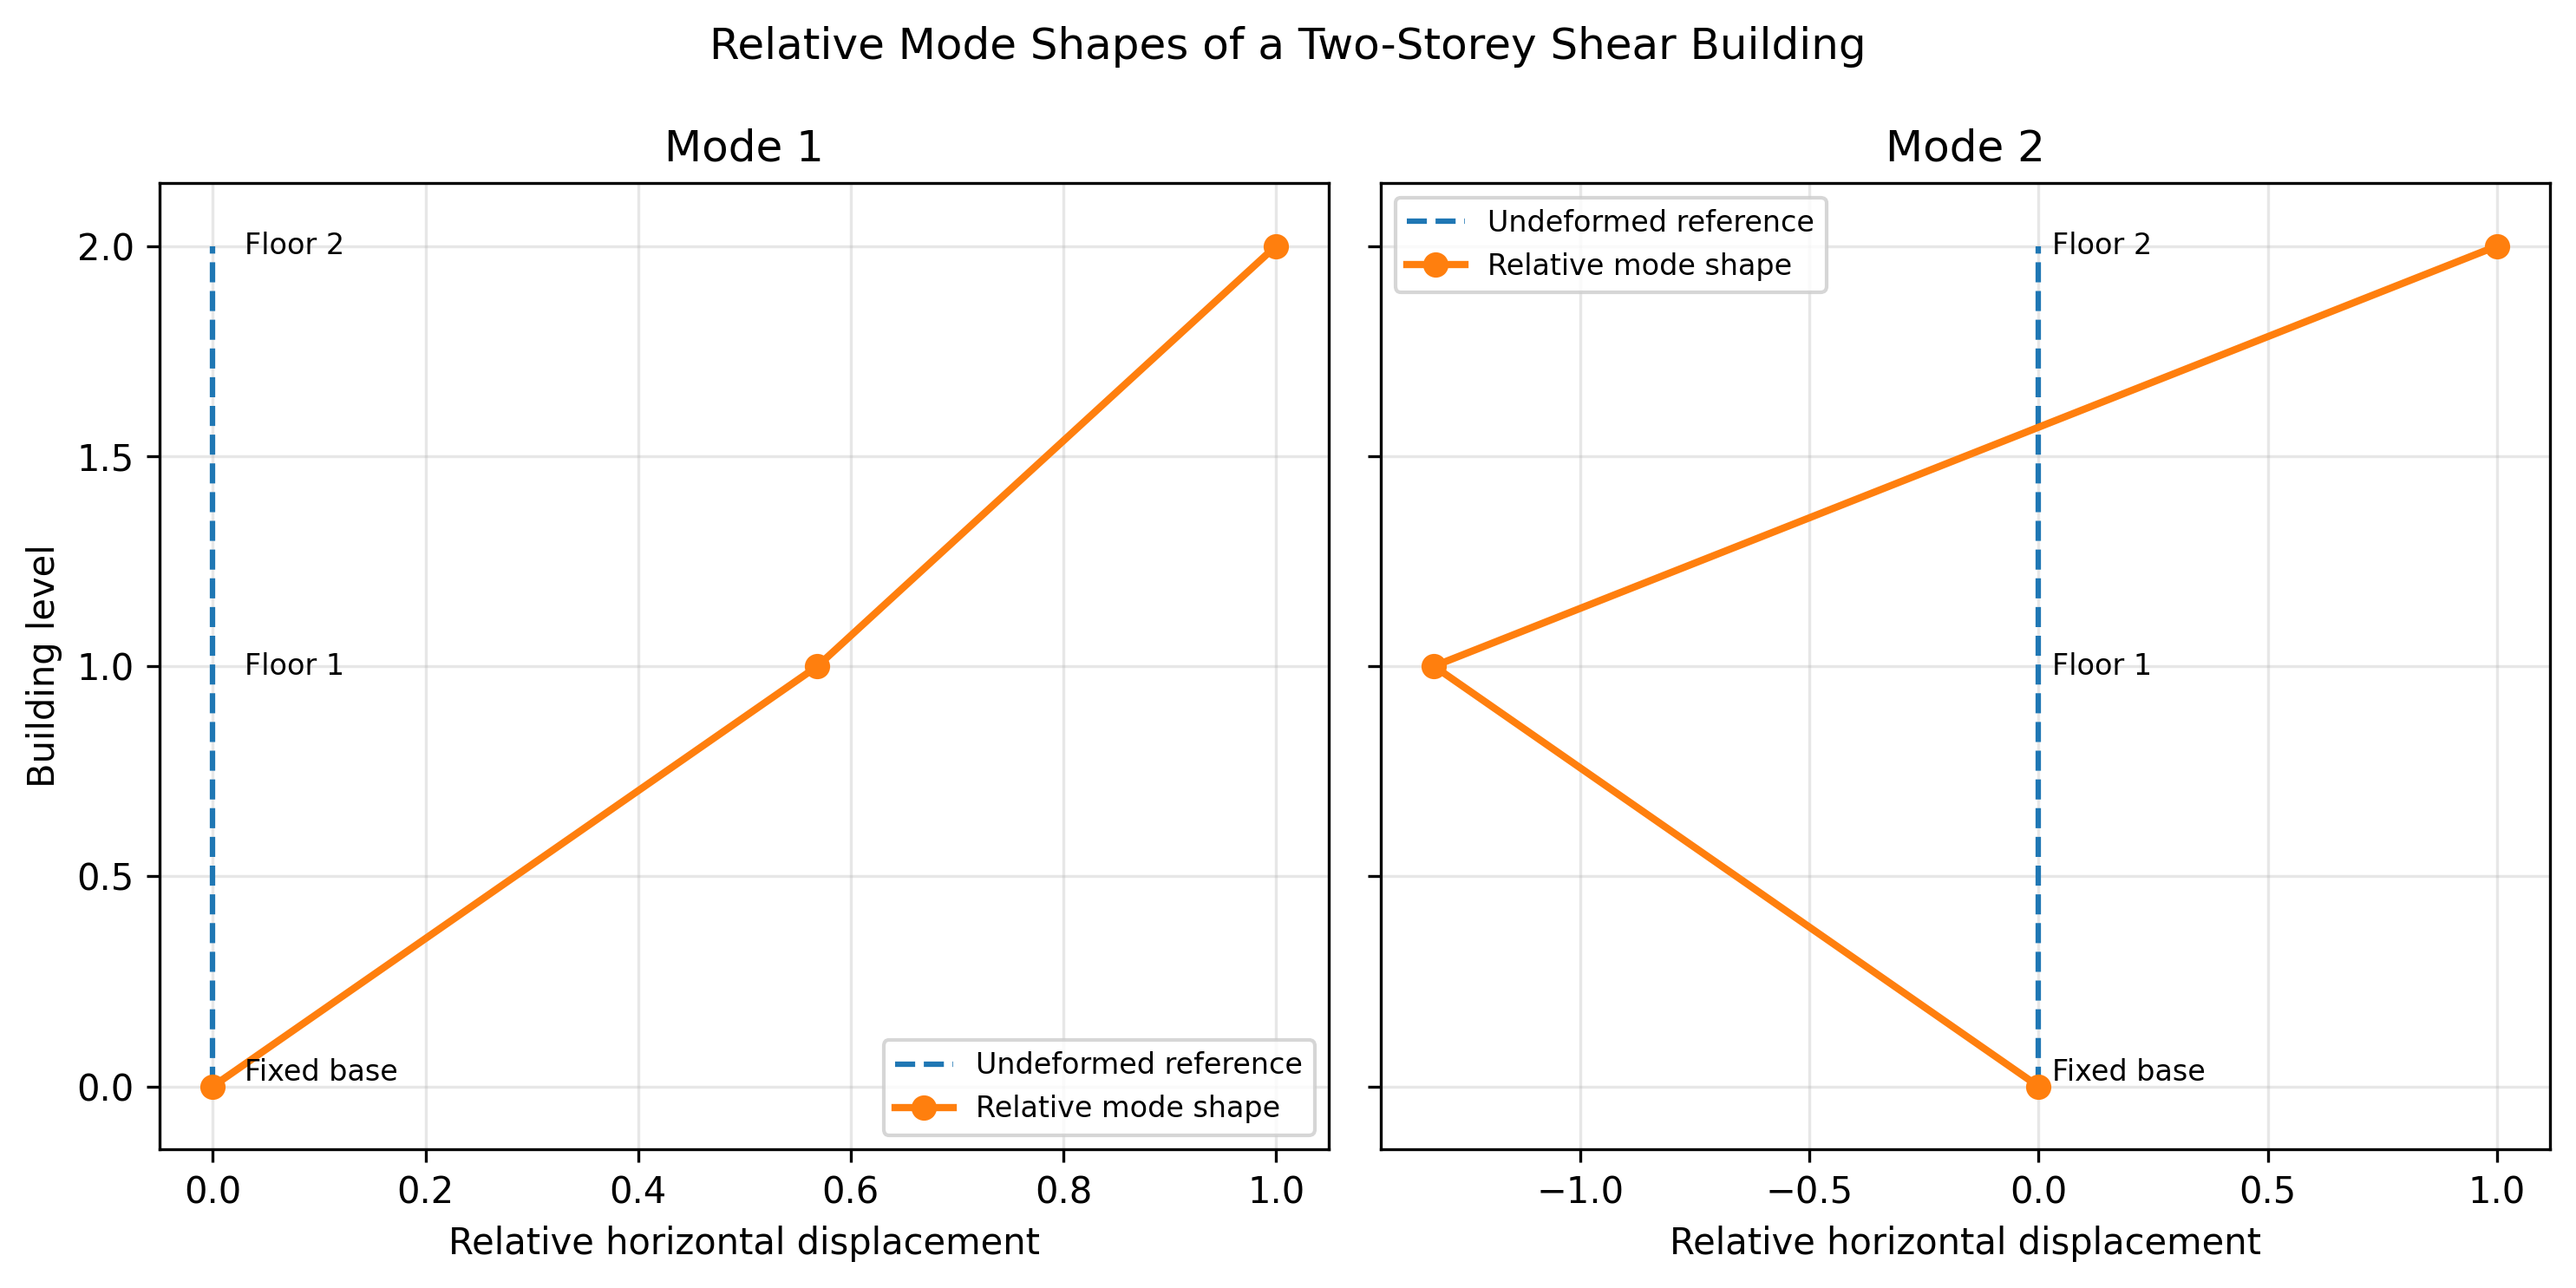 Relative Mode Shapes of a Two-Storey Shear Building
Mode 1
Building level
2.0
1.5
1.0
0.5
0.0
Floor 2
Floor 1
Fixed base
Undeformed reference
Relative mode shape
0.0 0.2 0.4 0.6 0.8 1.0
Relative horizontal displacement
Mode 2
Undeformed reference
Relative mode shape
Floor 2
Floor 1
Fixed base
−1.0 −0.5 0.0 0.5 1.0
Relative horizontal displacement